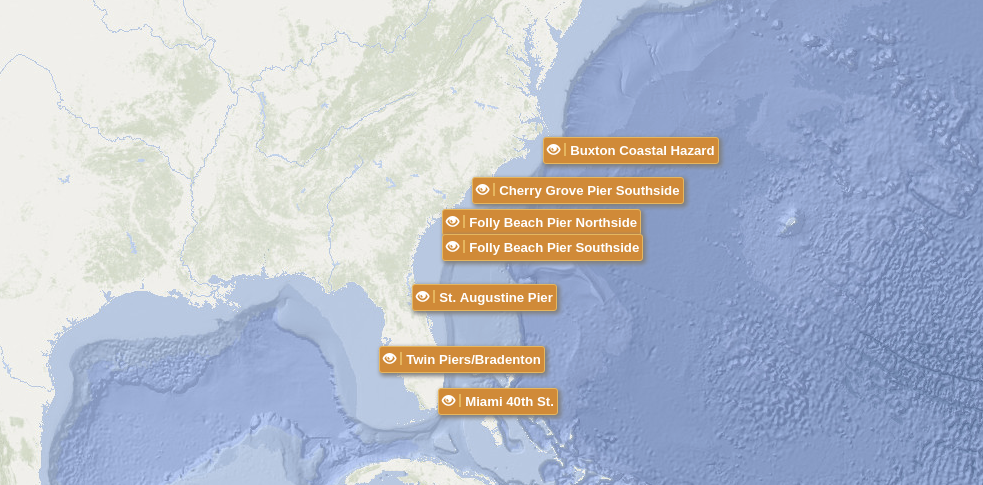 | Buxton Coastal Hazard
| Cherry Grove Pier Southside
| Folly Beach Pier Northside
| Folly Beach Pier Southside
| St. Augustine Pier
| Twin Piers/Bradenton
| Miami 40th St.